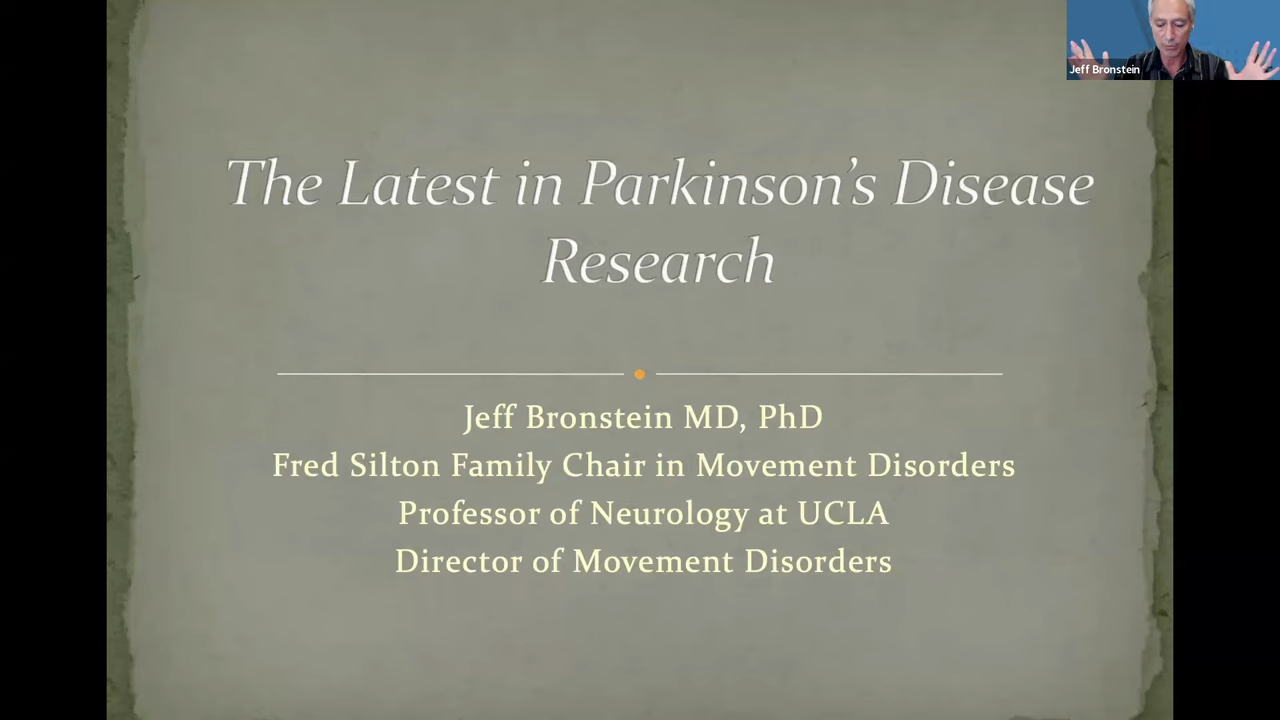 Jeff Bronstein
The Latest in Parkinson's Disease
Research
Jeff Bronstein MD, PhD
Fred Silton Family Chair in Movement Disorders
Professor of Neurology at UCLA
Director of Movement Disorders